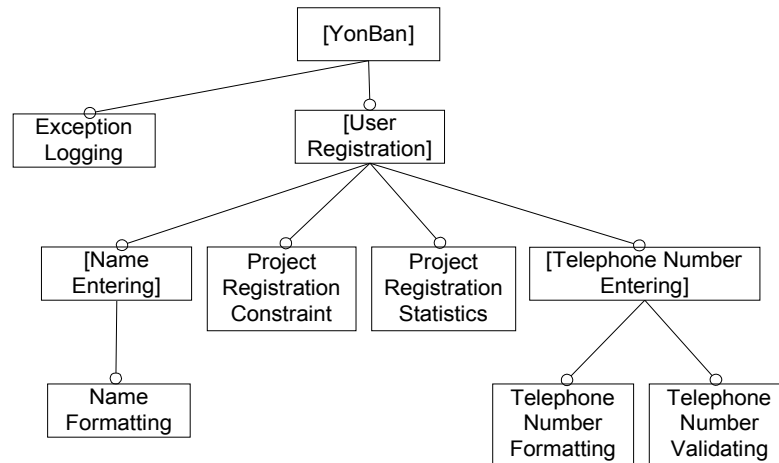 [YonBan]
Exception
Logging
[User
Registration]
[Name
Entering]
Project
Registration
Constraint
Project
Registration
Statistics
[Telephone Number
Entering]
Name
Formatting
Telephone
Number
Formatting
Telephone
Number
Validating